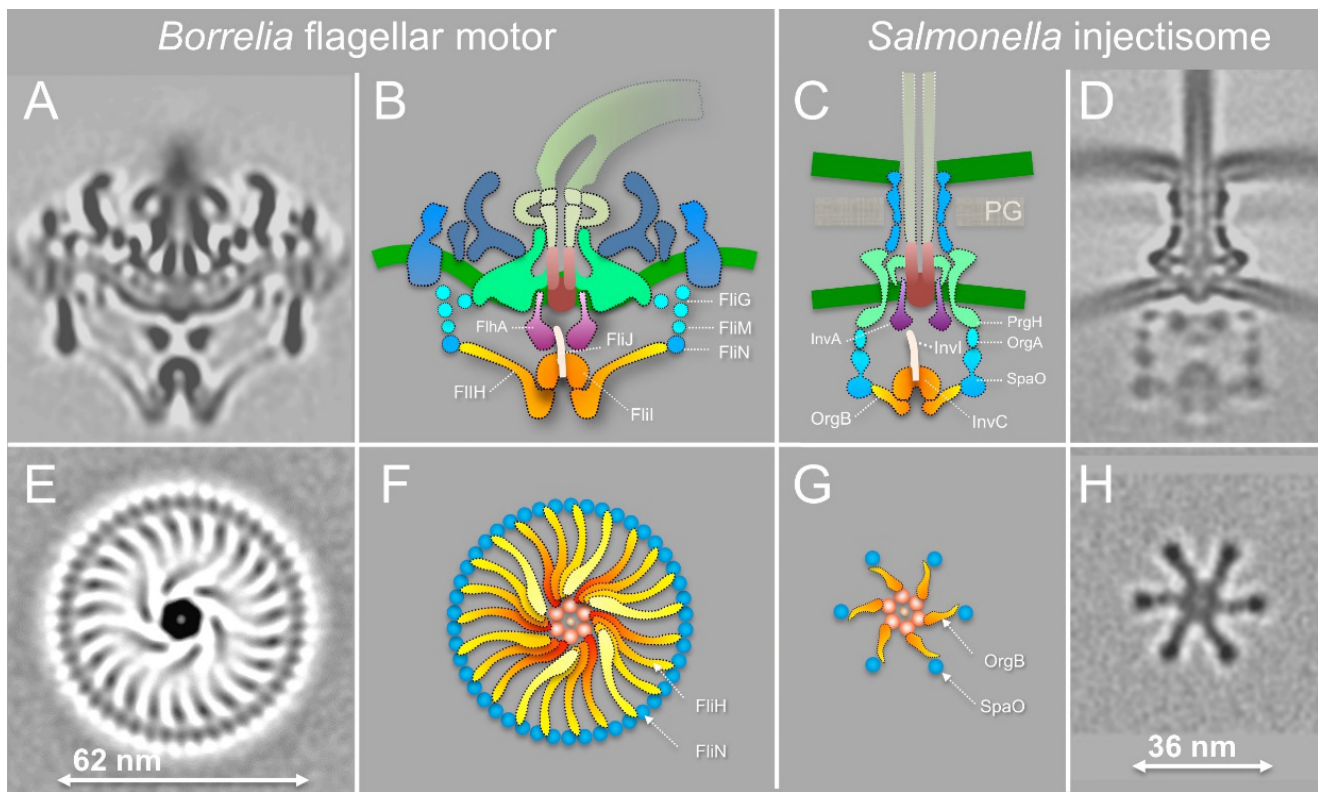 Borrelia flagellar motor
Salmonella injectisome
A
B
C
D
PG
FliG
FlhA
FliM
FliJ
FliN
FlIH
FliI
PrgH
InvA
OrgA
InvI
SpaO
OrgB
InvC
E
F
G
H
OrgB
FliH
SpaO
FliN
62 nm
36 nm